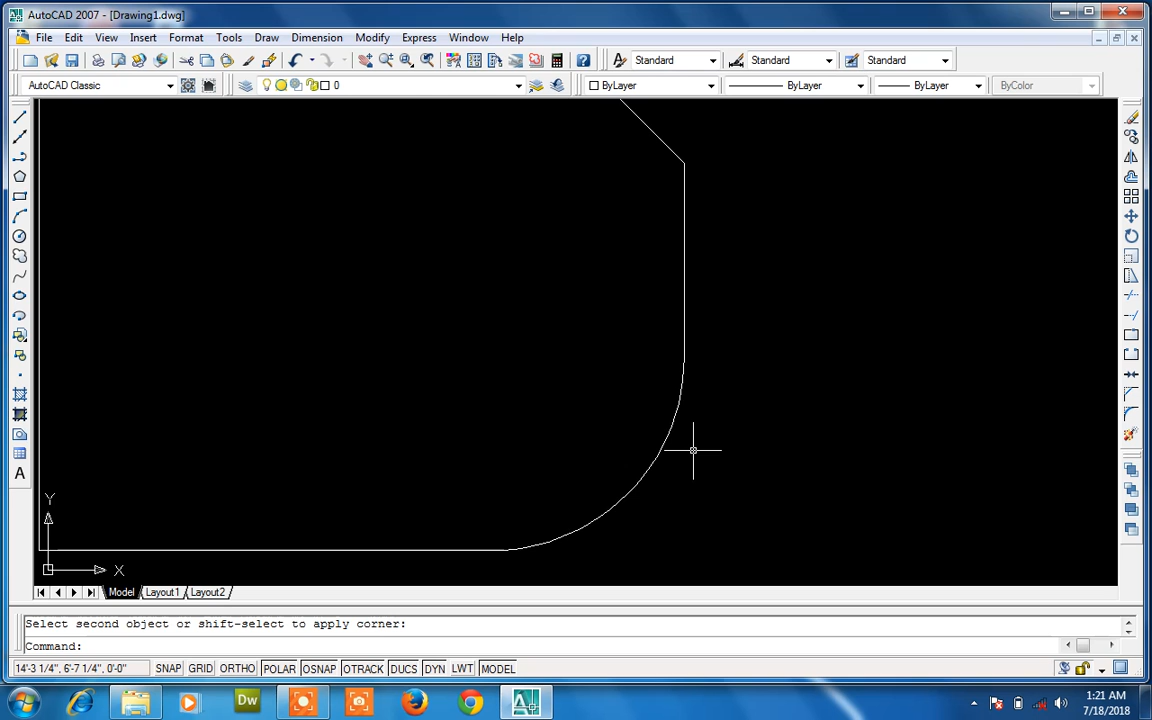 AutoCAD 2007 - [Drawing1.dwg]
File Edit View Insert Format Tools Draw Dimension Modify Express Window Help
Standard Standard Standard
AutoCAD Classic 0 ByLayer ByLayer ByLayer ByColor
A
Y
X
Model Layout1 Layout2
Select second object or shift-select to apply corner:
Command:
14'-3 1/4", 6'-7 1/4", 0'-0" SNAP GRID ORTHO POLAR OSNAP OTRACK DUCS DYN LWT MODEL
Dw
1:21 AM
7/18/2018